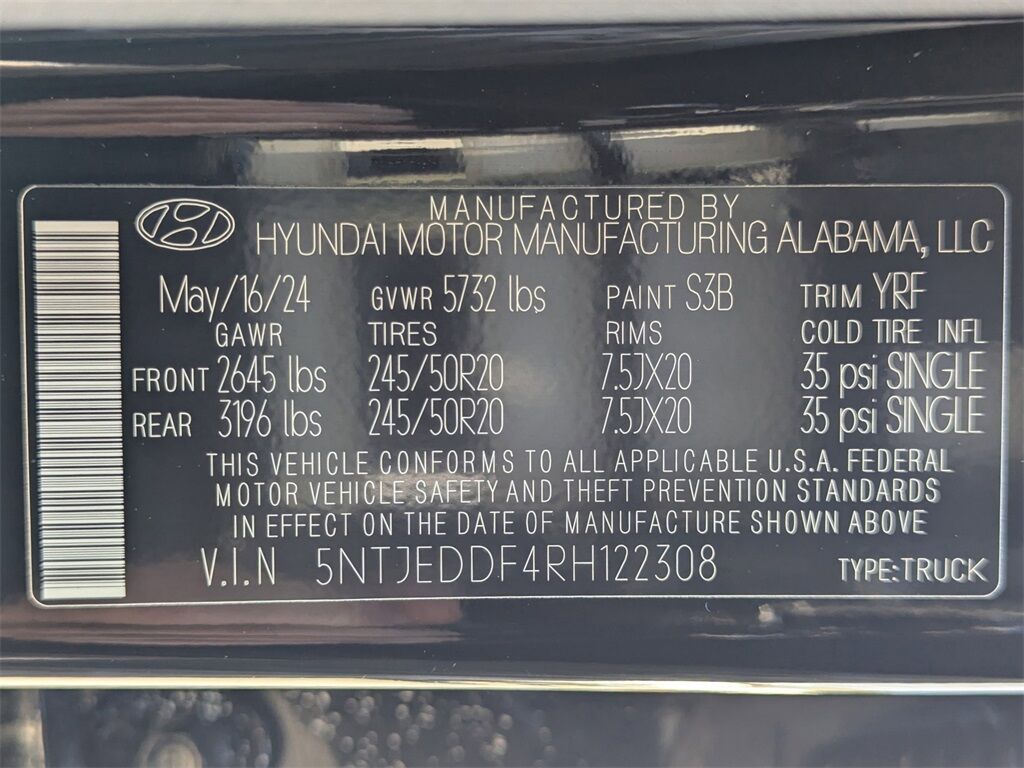 MANUFACTURED BY
HYUNDAI MOTOR MANUFACTURING ALABAMA, LLC
May/16/24 GVWR 5732 lbs PAINT S3B TRIM YRF
GAWR TIRES RIMS COLD TIRE INFL
FRONT 2645 lbs 245/50R20 7.5JX20 35 psi SINGLE
REAR 3196 lbs 245/50R20 7.5JX20 35 psi SINGLE
THIS VEHICLE CONFORMS TO ALL APPLICABLE U.S.A. FEDERAL
MOTOR VEHICLE SAFETY AND THEFT PREVENTION STANDARDS
IN EFFECT ON THE DATE OF MANUFACTURE SHOWN ABOVE
V.I.N 5NTJEDDF4RH122308 TYPE:TRUCK